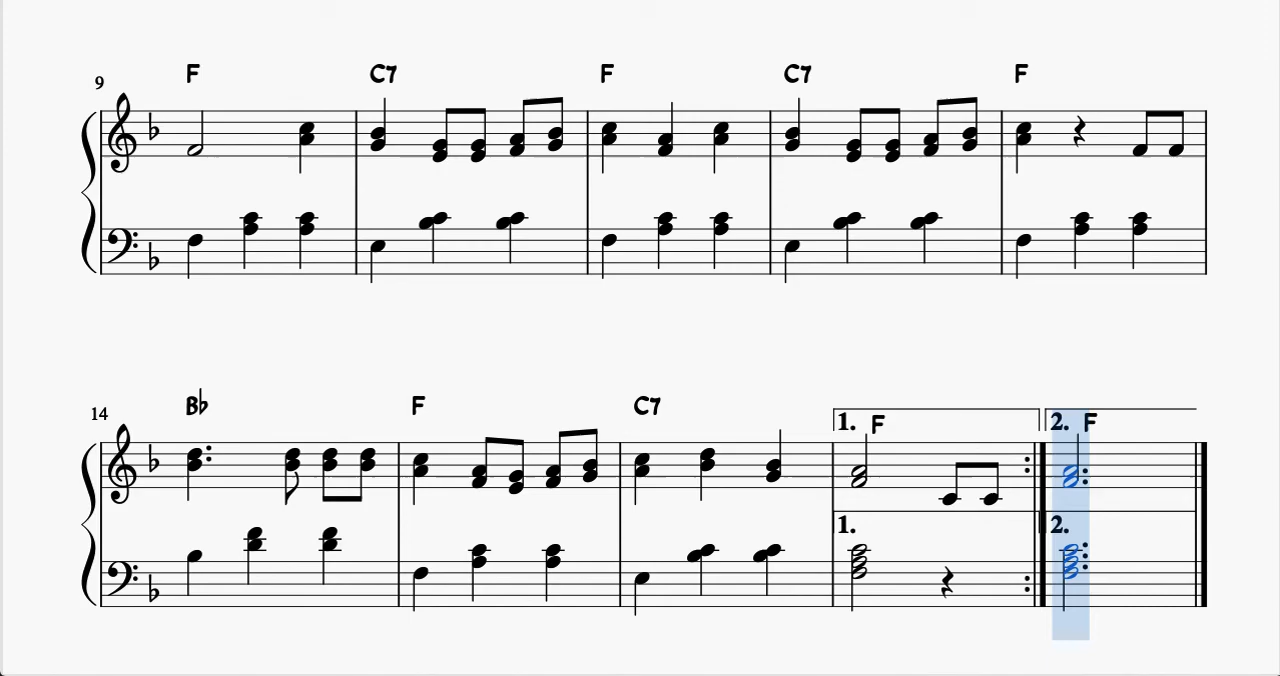 F C7 F C7 F
9
B♭ F C7
14
1. F 2. F
1. 2.